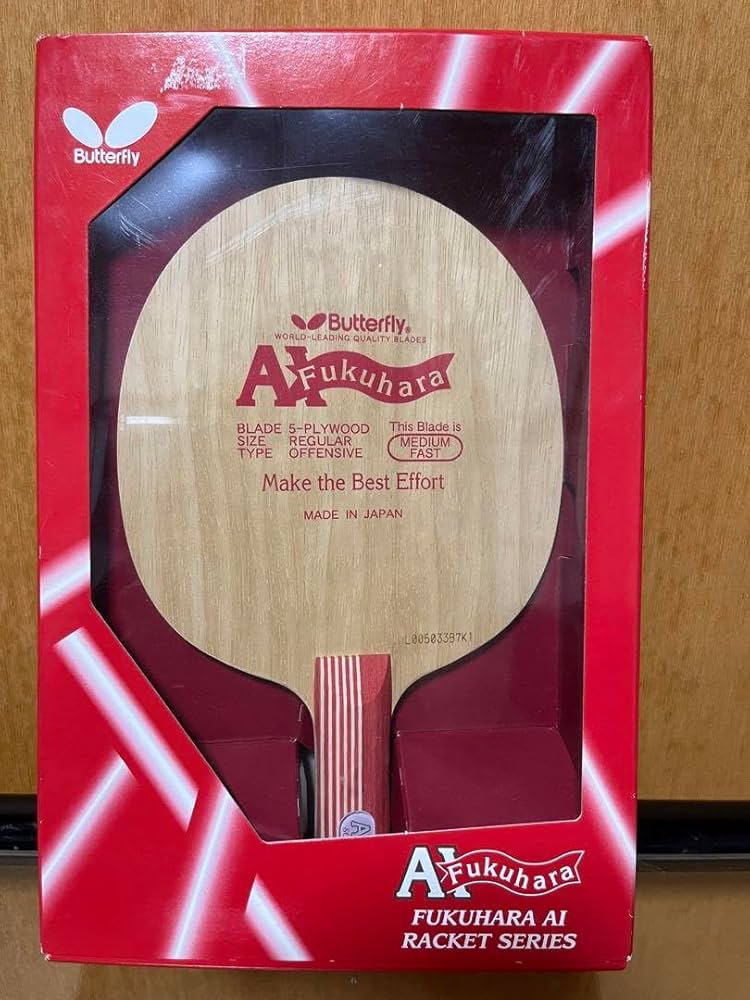 Butterfly
Butterfly®
WORLD-LEADING QUALITY BLADES
AI Fukuhara
BLADE 5-PLYWOOD
SIZE REGULAR
TYPE OFFENSIVE
This Blade is
MEDIUM
FAST
Make the Best Effort
MADE IN JAPAN
L005033B7K1
AI Fukuhara
FUKUHARA AI
RACKET SERIES